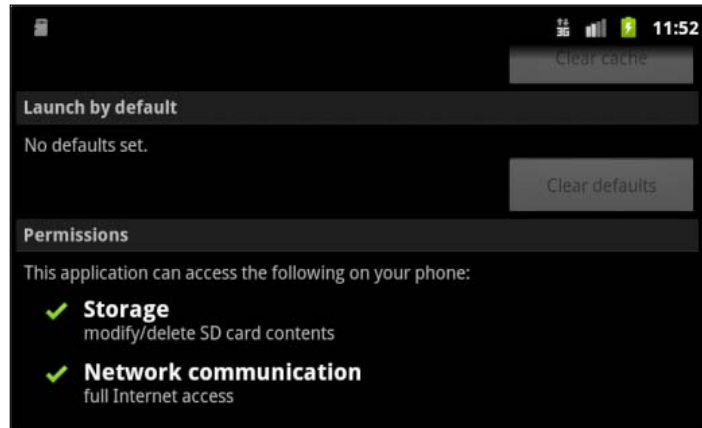 3G 11:52
Clear cache
Launch by default
No defaults set.
Clear defaults
Permissions
This application can access the following on your phone:
Storage
modify/delete SD card contents
Network communication
full Internet access